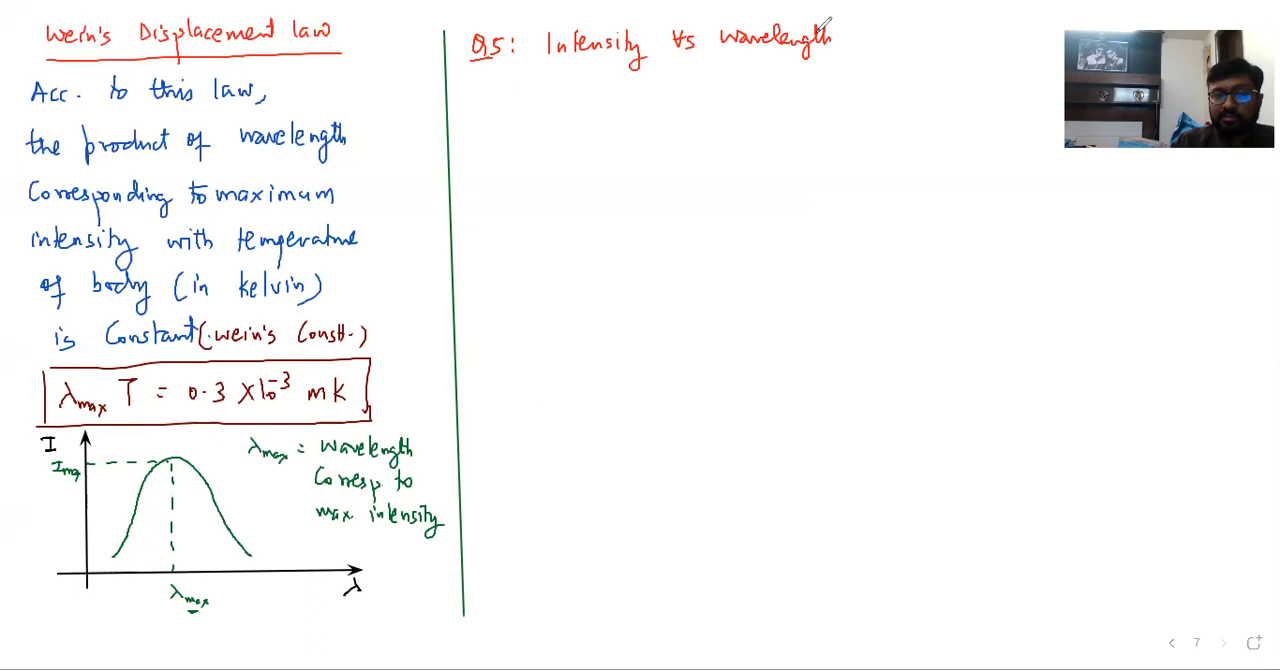 Wein's Displacement law
Acc. to this law,
the product of wavelength
Corresponding to maximum
intensity with temperature
of body (in kelvin)
is Constant (wein's Const.)
λmax T = 0.3 X10⁻³ mk
I
Imax
λmax = wavelength
Corresp. to
max intensity
λ
λmax
Q5: Intensity vs wavelength
7